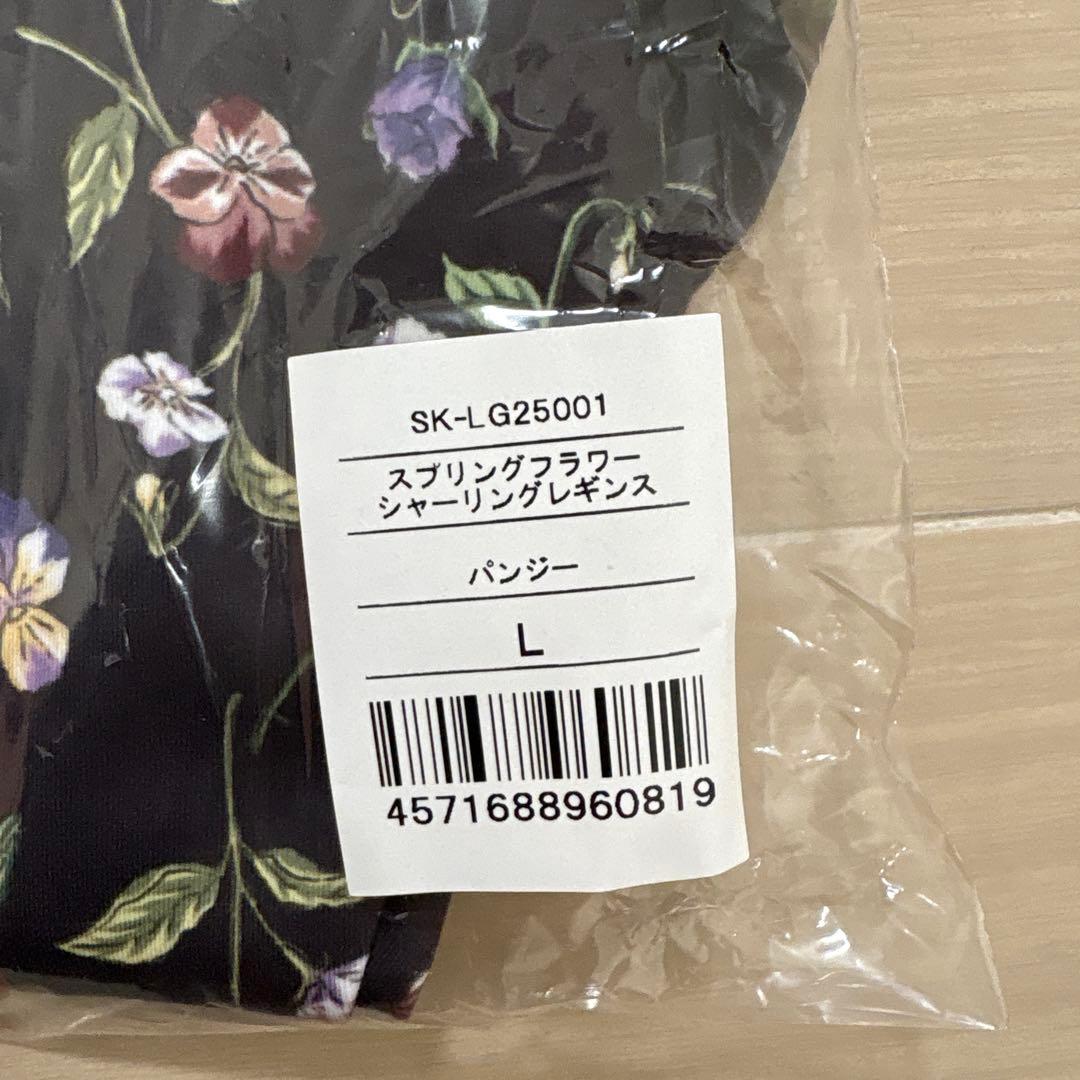 SK-LG25001
スプリングフラワー
シャーリングレギンス
パンジー
L
4571688960819